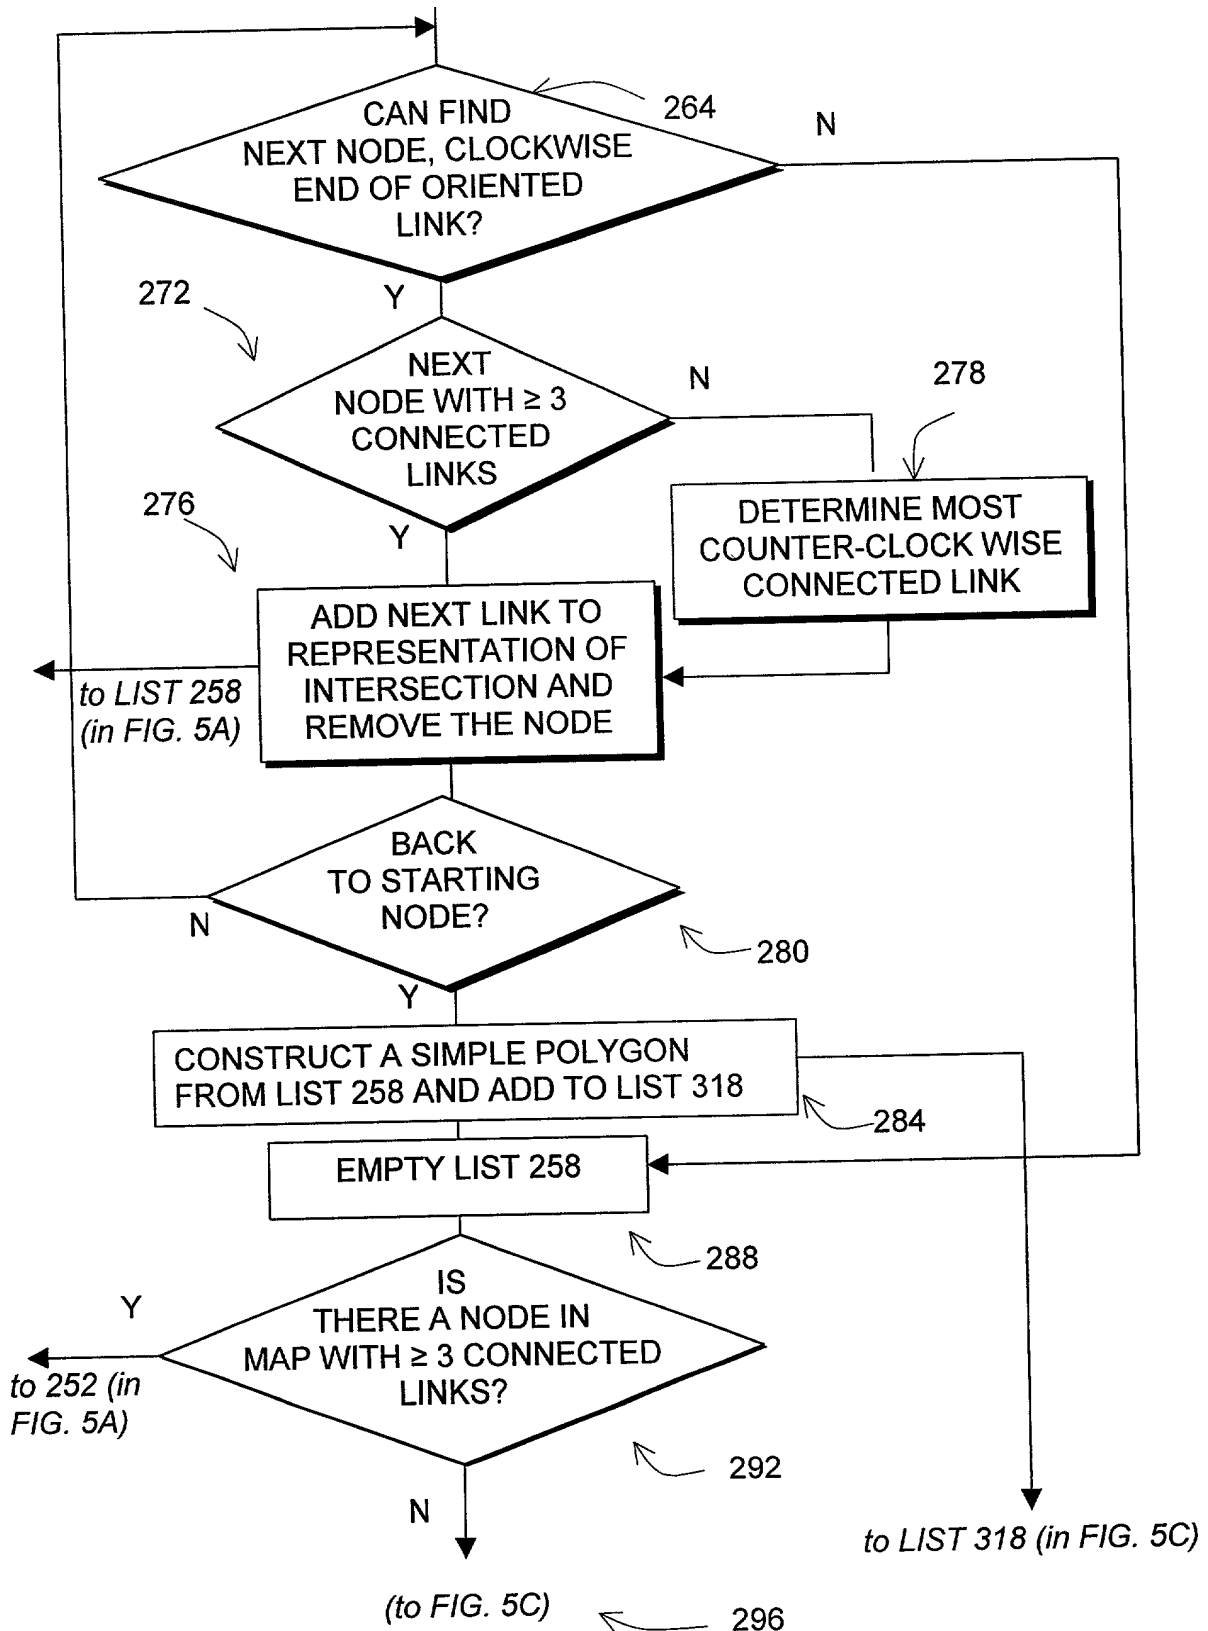 CAN FIND
NEXT NODE, CLOCKWISE
END OF ORIENTED
LINK?
264
N
Y
272
NEXT
NODE WITH ≥ 3
CONNECTED
LINKS
N
278
276
Y
DETERMINE MOST
COUNTER-CLOCK WISE
CONNECTED LINK
ADD NEXT LINK TO
REPRESENTATION OF
INTERSECTION AND
REMOVE THE NODE
to LIST 258
(in FIG. 5A)
BACK
TO STARTING
NODE?
N
280
Y
CONSTRUCT A SIMPLE POLYGON
FROM LIST 258 AND ADD TO LIST 318
284
EMPTY LIST 258
288
IS
THERE A NODE IN
MAP WITH ≥ 3 CONNECTED
LINKS?
Y
to 252 (in
FIG. 5A)
292
N
to LIST 318 (in FIG. 5C)
(to FIG. 5C)
296